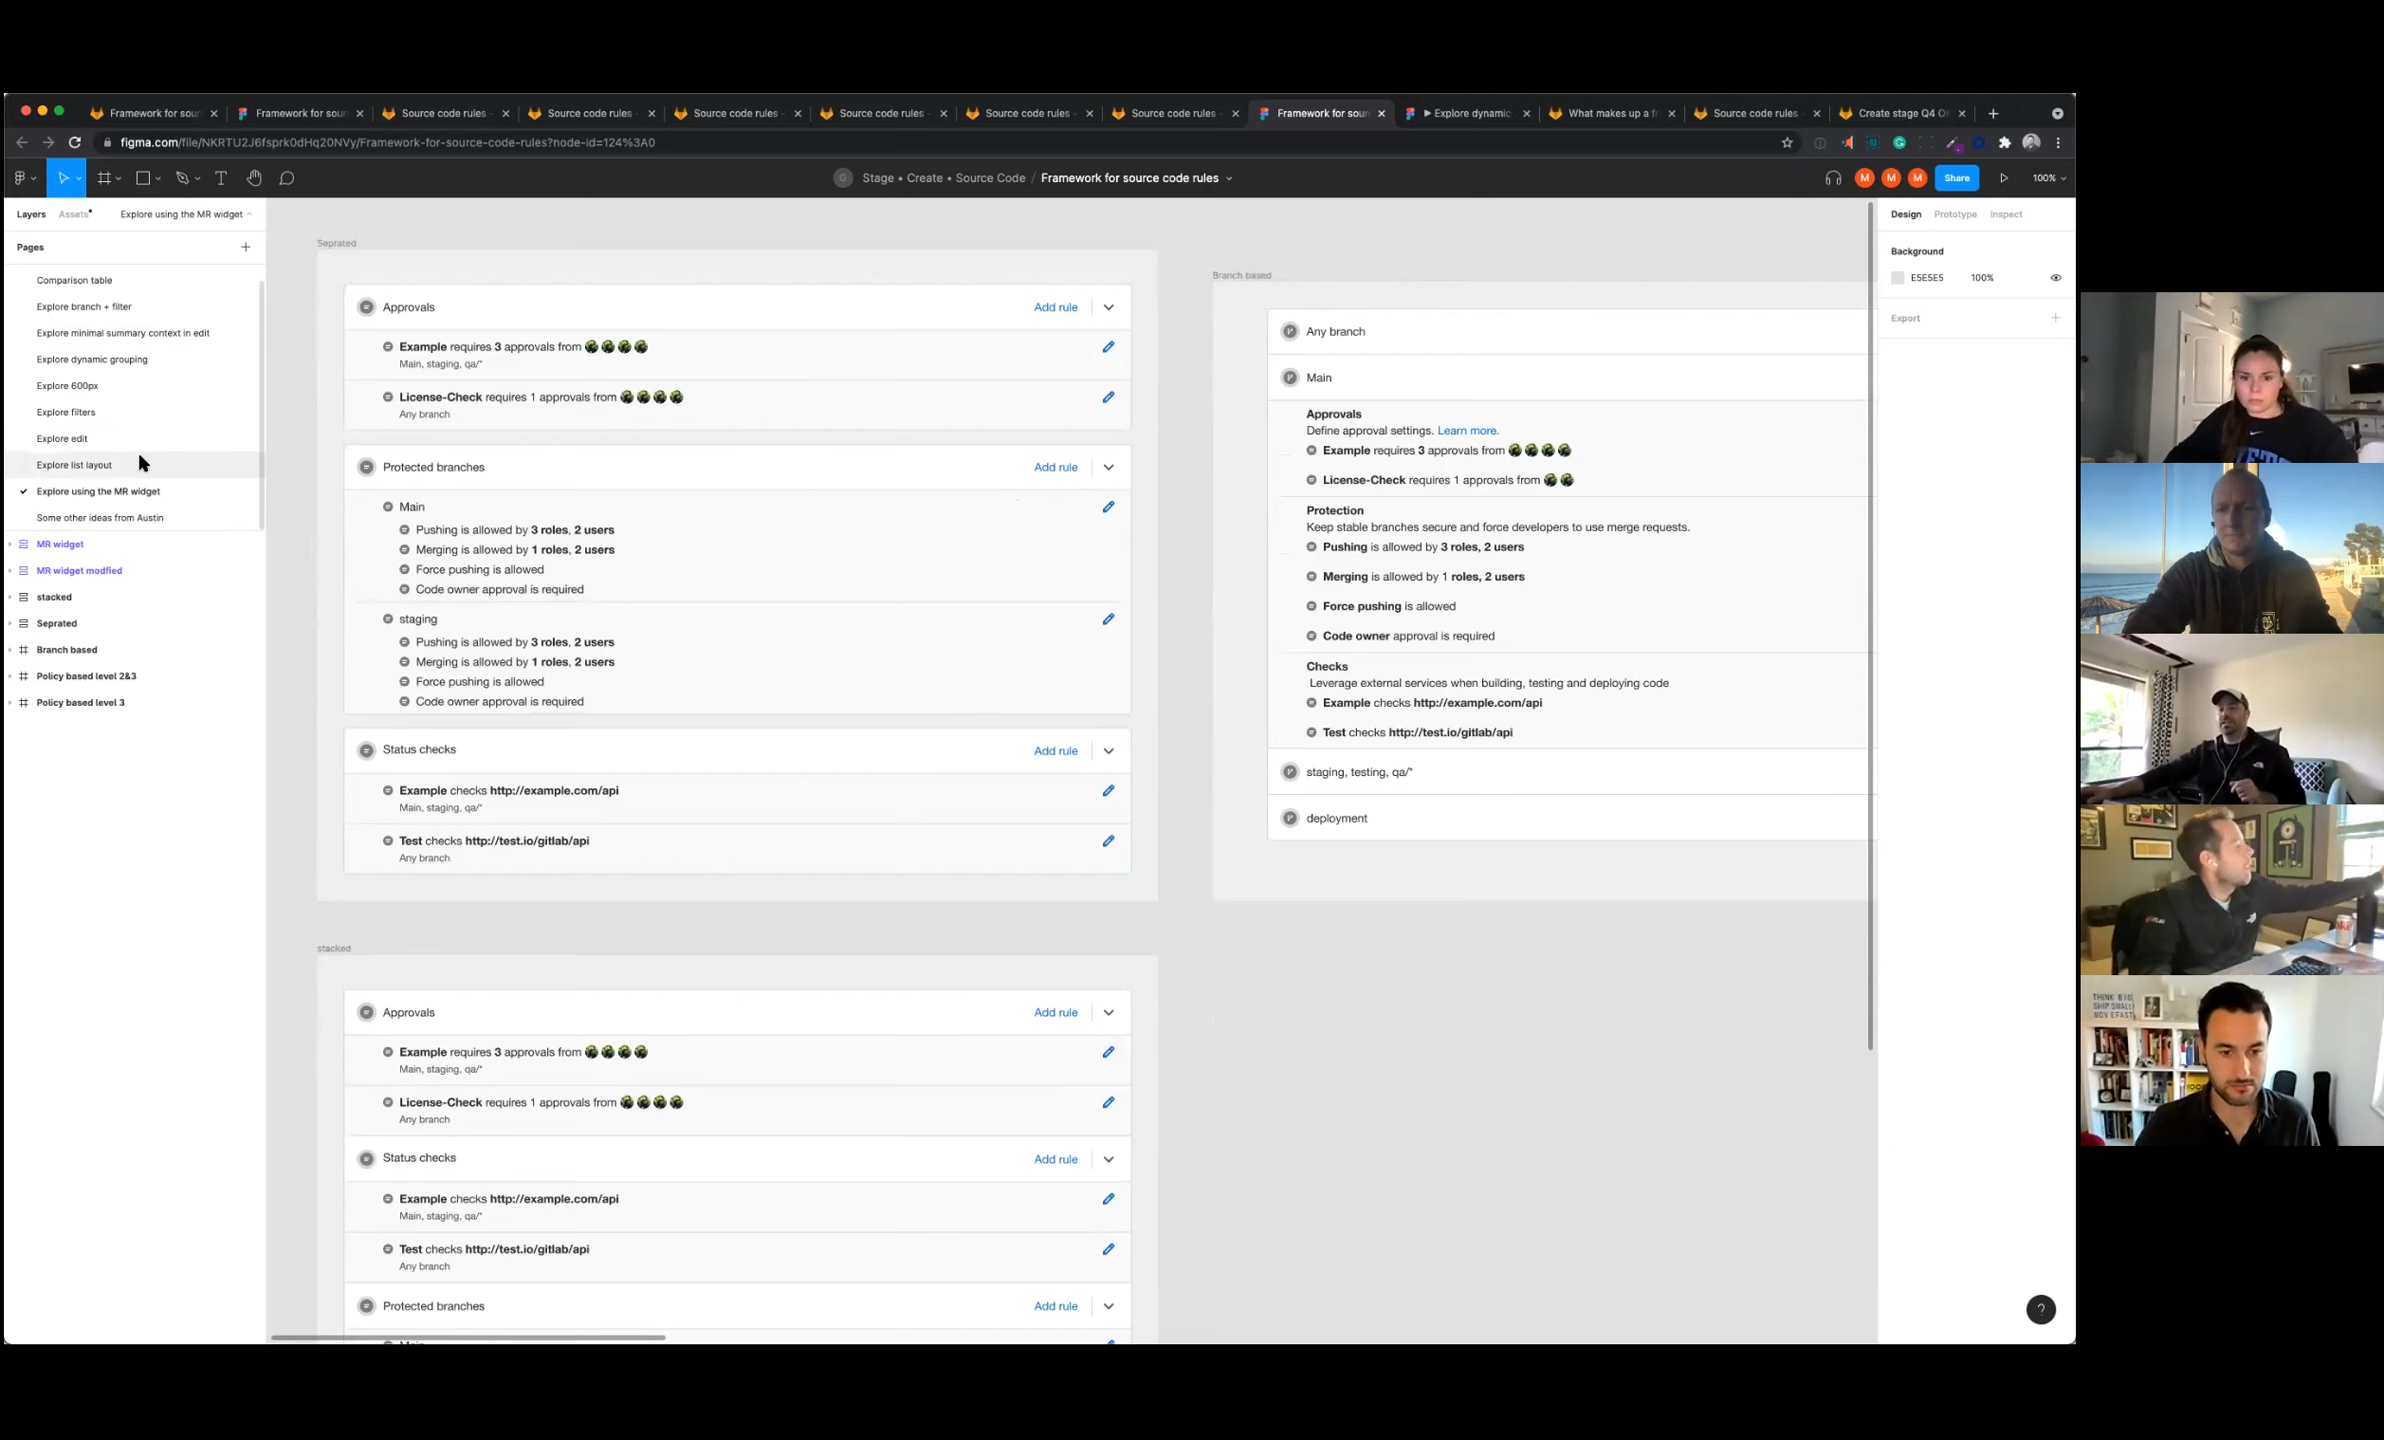 Framework for sour
Framework for sour
Source code rules
Source code rules
Source code rules
Source code rules
Source code rules
Source code rules
Framework for sour
Explore dynamic
What makes up a fr
Source code rules
Create stage Q4 OK
figma.com/file/NKRTU2J6fsprk0dHq20NVy/Framework-for-source-code-rules?node-id=124%3A0
Stage • Create • Source Code / Framework for source code rules
M M M
Share
100%
Layers
Assets
Explore using the MR widget
Pages
Comparison table
Explore branch + filter
Explore minimal summary context in edit
Explore dynamic grouping
Explore 600px
Explore filters
Explore edit
Explore list layout
Explore using the MR widget
Some other ideas from Austin
MR widget
MR widget modfied
stacked
Seprated
Branch based
Policy based level 2&3
Policy based level 3
Seprated
Approvals
Add rule
Example requires 3 approvals from
Main, staging, qa/*
License-Check requires 1 approvals from
Any branch
Protected branches
Add rule
Main
Pushing is allowed by 3 roles, 2 users
Merging is allowed by 1 roles, 2 users
Force pushing is allowed
Code owner approval is required
staging
Pushing is allowed by 3 roles, 2 users
Merging is allowed by 1 roles, 2 users
Force pushing is allowed
Code owner approval is required
Status checks
Add rule
Example checks http://example.com/api
Main, staging, qa/*
Test checks http://test.io/gitlab/api
Any branch
stacked
Approvals
Add rule
Example requires 3 approvals from
Main, staging, qa/*
License-Check requires 1 approvals from
Any branch
Status checks
Add rule
Example checks http://example.com/api
Main, staging, qa/*
Test checks http://test.io/gitlab/api
Any branch
Protected branches
Add rule
Branch based
Any branch
Main
Approvals
Define approval settings. Learn more.
Example requires 3 approvals from
License-Check requires 1 approvals from
Protection
Keep stable branches secure and force developers to use merge requests.
Pushing is allowed by 3 roles, 2 users
Merging is allowed by 1 roles, 2 users
Force pushing is allowed
Code owner approval is required
Checks
Leverage external services when building, testing and deploying code
Example checks http://example.com/api
Test checks http://test.io/gitlab/api
staging, testing, qa/*
deployment
Design
Prototype
Inspect
Background
E5E5E5
100%
Export
?
THINK BIG
SHIP SMALL
MOVE FAST